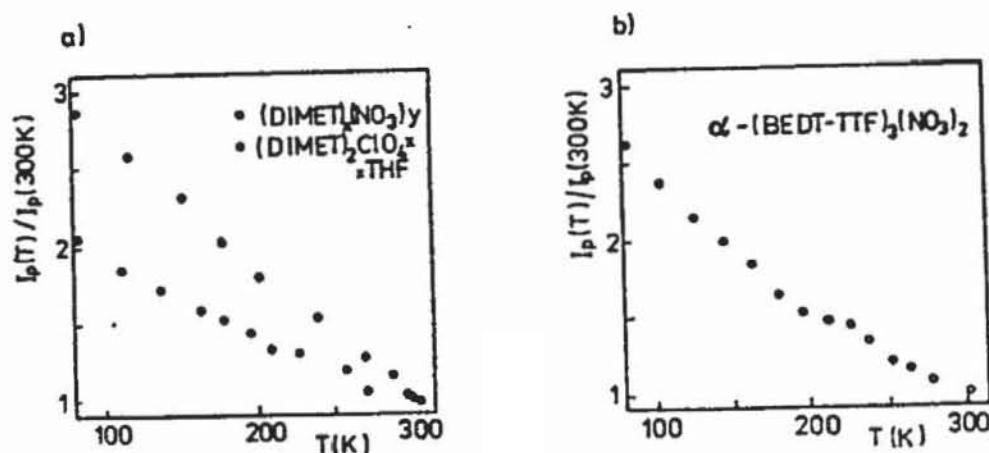 a)
3
2
1
Iₚ(T)/Iₚ(300K)
• (DIMET)ₓ(NO₃)y
• (DIMET)₂ClO₄ˣ
ₓTHF
100
200
300
T(K)
b)
3
2
1
Iₚ(T)/Iₚ(300K)
α-(BEDT-TTF)₃(NO₃)₂
100
200
300
T(K)